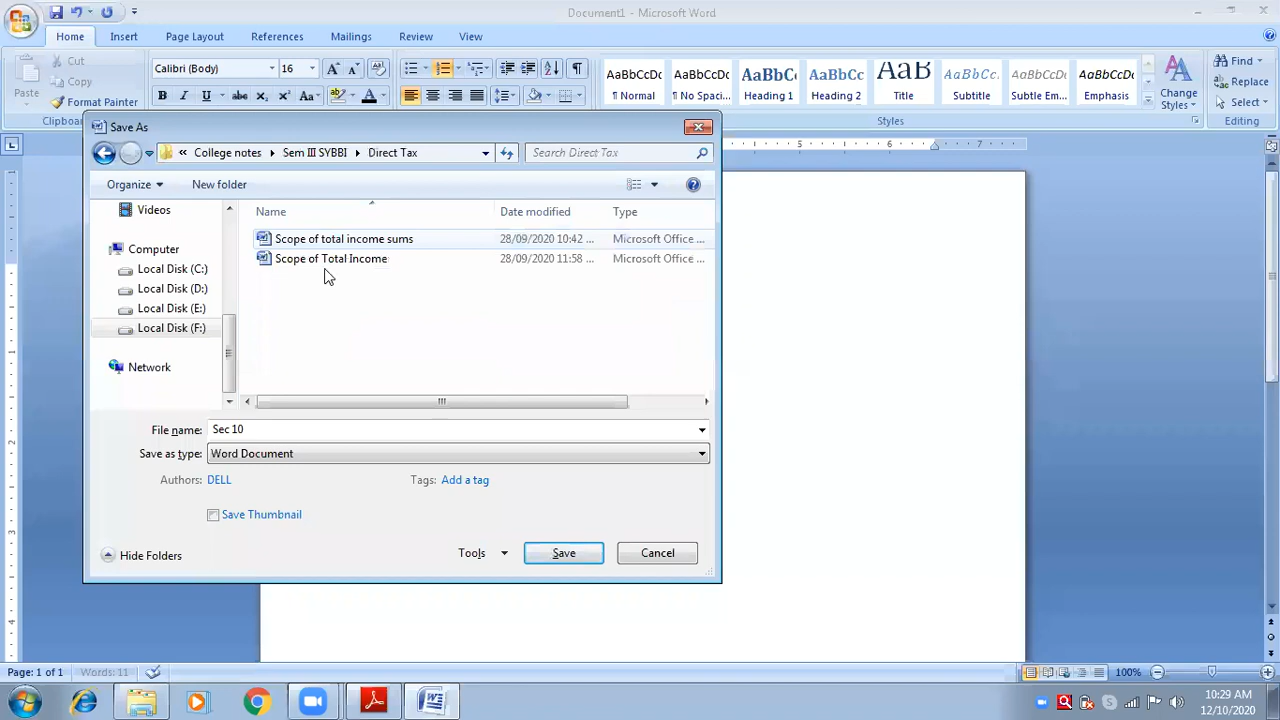 Document1 - Microsoft Word
Home Insert Page Layout References Mailings Review View
Cut
Copy
Paste
Format Painter
Clipboard
Calibri (Body) 16
AaBbCcDc AaBbCcDc AaBbCc AaBbCc AaB AaBbCc. AaBbCcDc AaBbCcDc
¶ Normal ¶ No Spaci... Heading 1 Heading 2 Title Subtitle Subtle Em... Emphasis
Change Styles
Styles
Find
Replace
Select
Editing
Save As
« College notes Sem III SYBBI Direct Tax
Search Direct Tax
Organize New folder
Name Date modified Type
Scope of total income sums 28/09/2020 10:42 ... Microsoft Office ...
Scope of Total Income 28/09/2020 11:58 ... Microsoft Office ...
Videos
Computer
Local Disk (C:)
Local Disk (D:)
Local Disk (E:)
Local Disk (F:)
Network
File name: Sec 10
Save as type: Word Document
Authors: DELL Tags: Add a tag
Save Thumbnail
Hide Folders Tools Save Cancel
5 6 7
1
2
3
4
Page: 1 of 1 Words: 11 100%
10:29 AM
12/10/2020